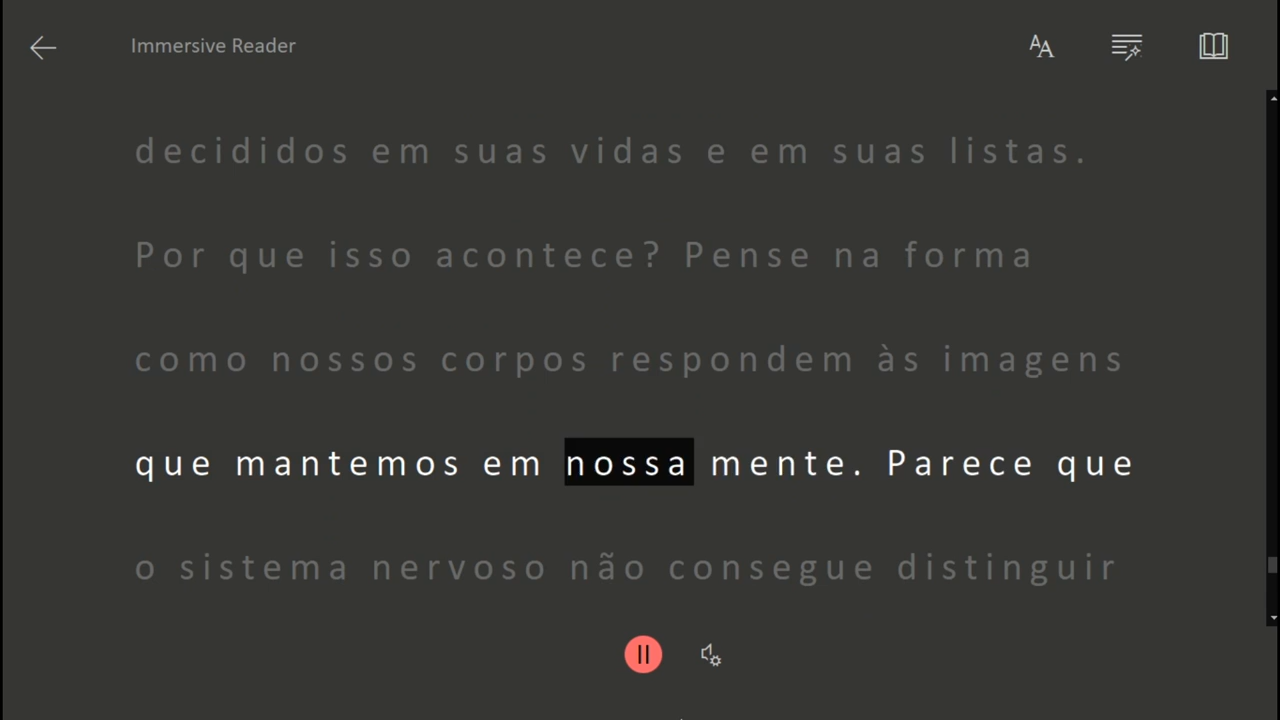 Immersive Reader
decididos em suas vidas e em suas listas.
Por que isso acontece? Pense na forma
como nossos corpos respondem às imagens
que mantemos em nossa mente. Parece que
o sistema nervoso não consegue distinguir